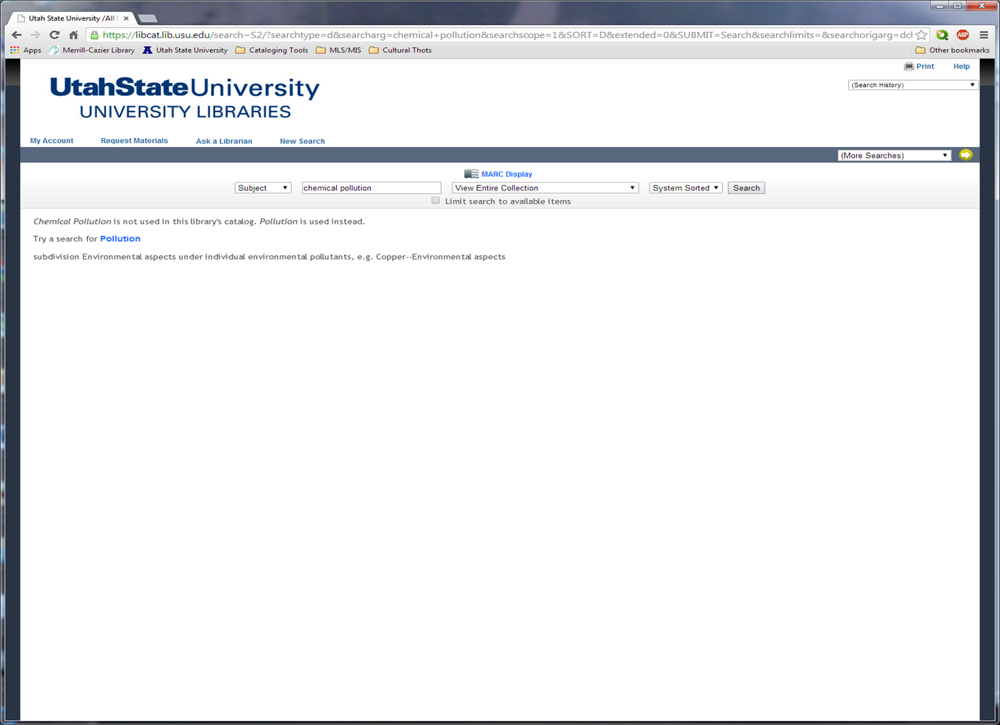 Utah State University /All
https://libcat.lib.usu.edu/search~S2/?searchtype=d&searcharg=chemical+pollution&searchscope=1&SORT=D&extended=0&SUBMIT=Search&searchlimits=&searchorigarg=dch
ABP
Apps Merrill-Cazier Library Utah State University Cataloging Tools MLS/MIS Cultural Thots Other bookmarks
Print Help
UtahStateUniversity
UNIVERSITY LIBRARIES
(Search History)
My Account Request Materials Ask a Librarian New Search
(More Searches)
MARC Display
Subject chemical pollution View Entire Collection System Sorted Search
Limit search to available items
Chemical Pollution is not used in this library's catalog. Pollution is used instead.
Try a search for Pollution
subdivision Environmental aspects under individual environmental pollutants, e.g. Copper--Environmental aspects